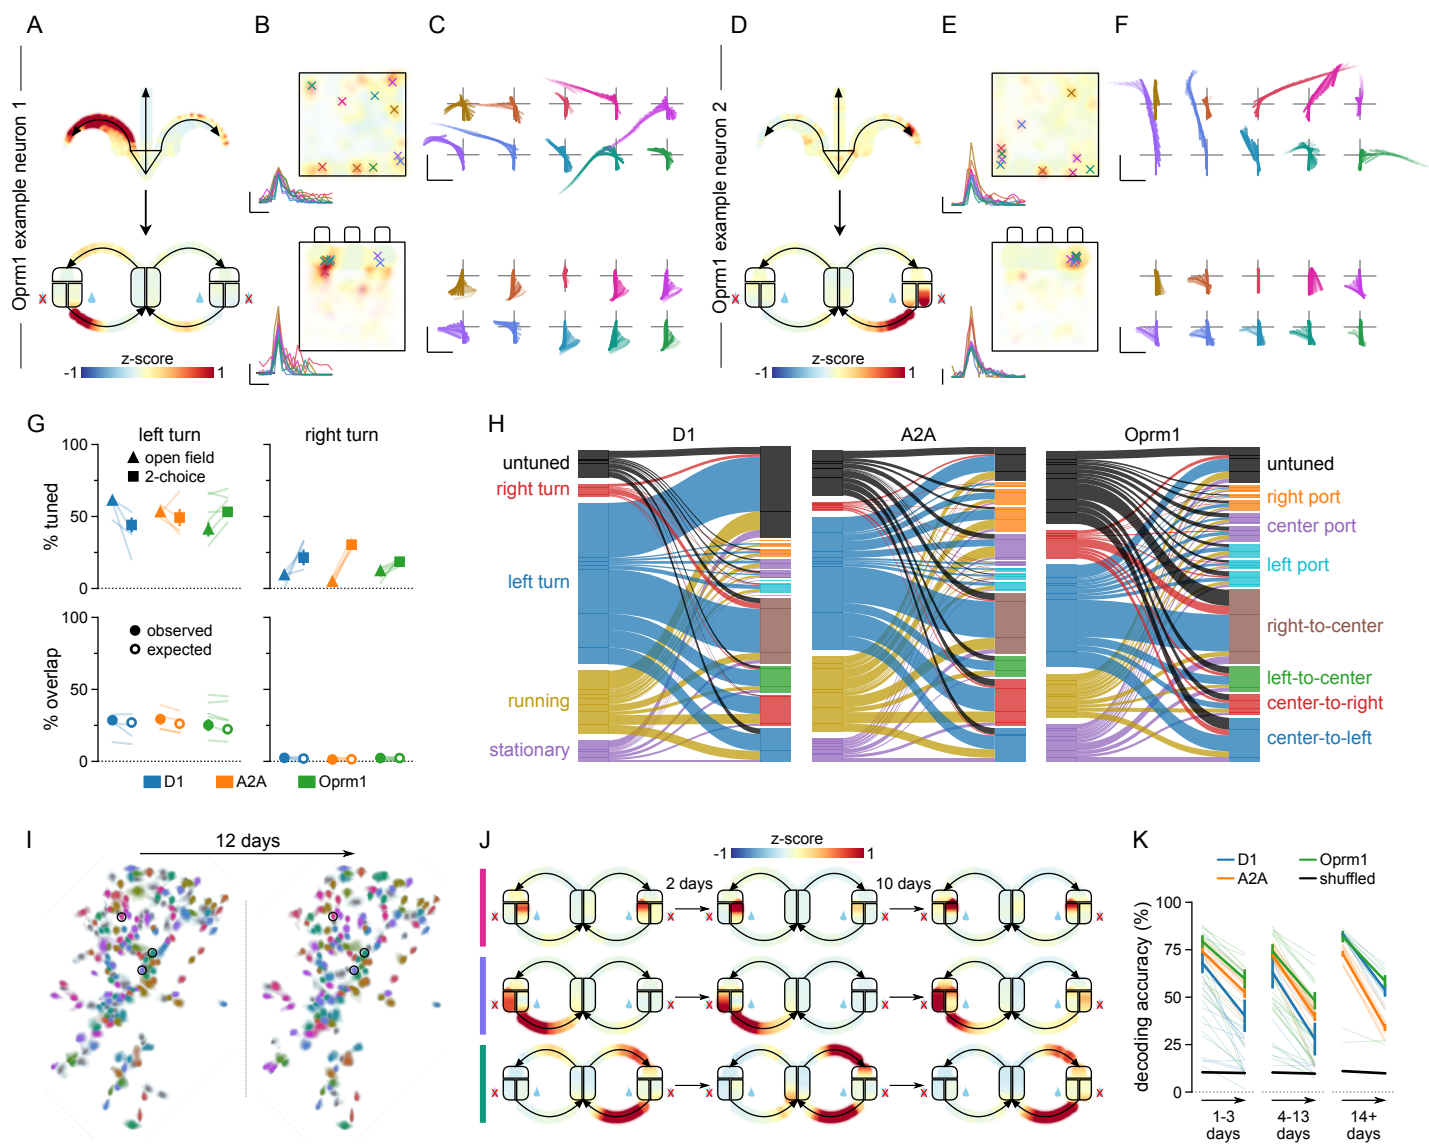 A
B
C
D
E
F
Oprm1 example neuron 1
Oprm1 example neuron 2
z-score
-1
1
z-score
-1
1
G
left turn
right turn
open field
2-choice
% tuned
100
50
0
observed
expected
% overlap
100
50
0
D1
A2A
Oprm1
H
D1
A2A
Oprm1
untuned
right turn
left turn
running
stationary
untuned
right port
center port
left port
right-to-center
left-to-center
center-to-right
center-to-left
I
12 days
J
z-score
-1
1
2 days
10 days
K
D1
Oprm1
A2A
shuffled
decoding accuracy (%)
100
75
50
25
0
1-3
days
4-13
days
14+
days